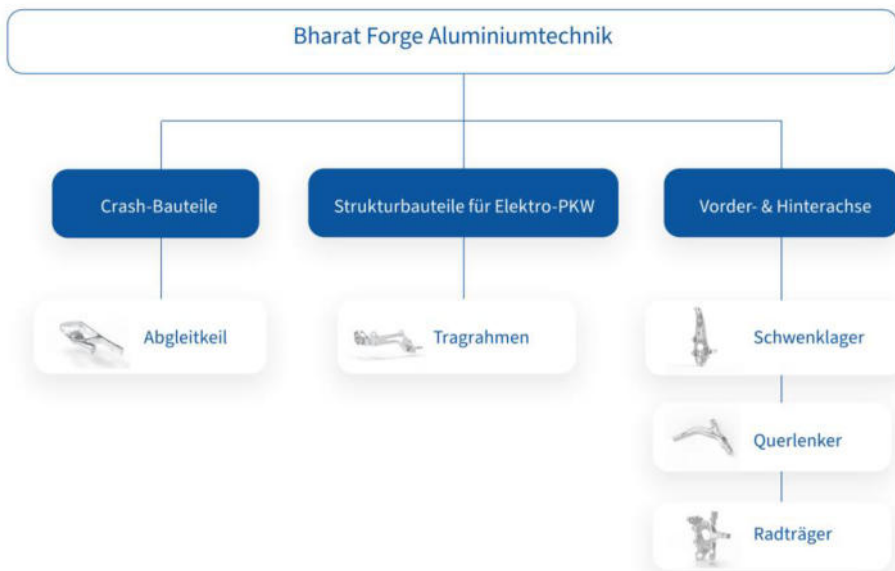 Bharat Forge Aluminiumtechnik
Crash-Bauteile
Strukturbauteile für Elektro-PKW
Vorder- & Hinterachse
Abgleitkeil
Tragrahmen
Schwenklager
Querlenker
Radträger